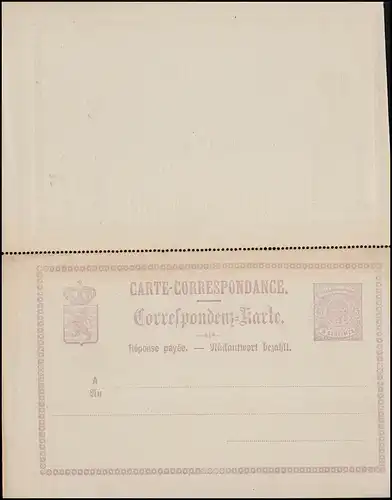 CARTE-CORRESPONDANCE.
Correspondenz-Karte.
Réponse payée. — Rückantwort bezahlt.
A
An